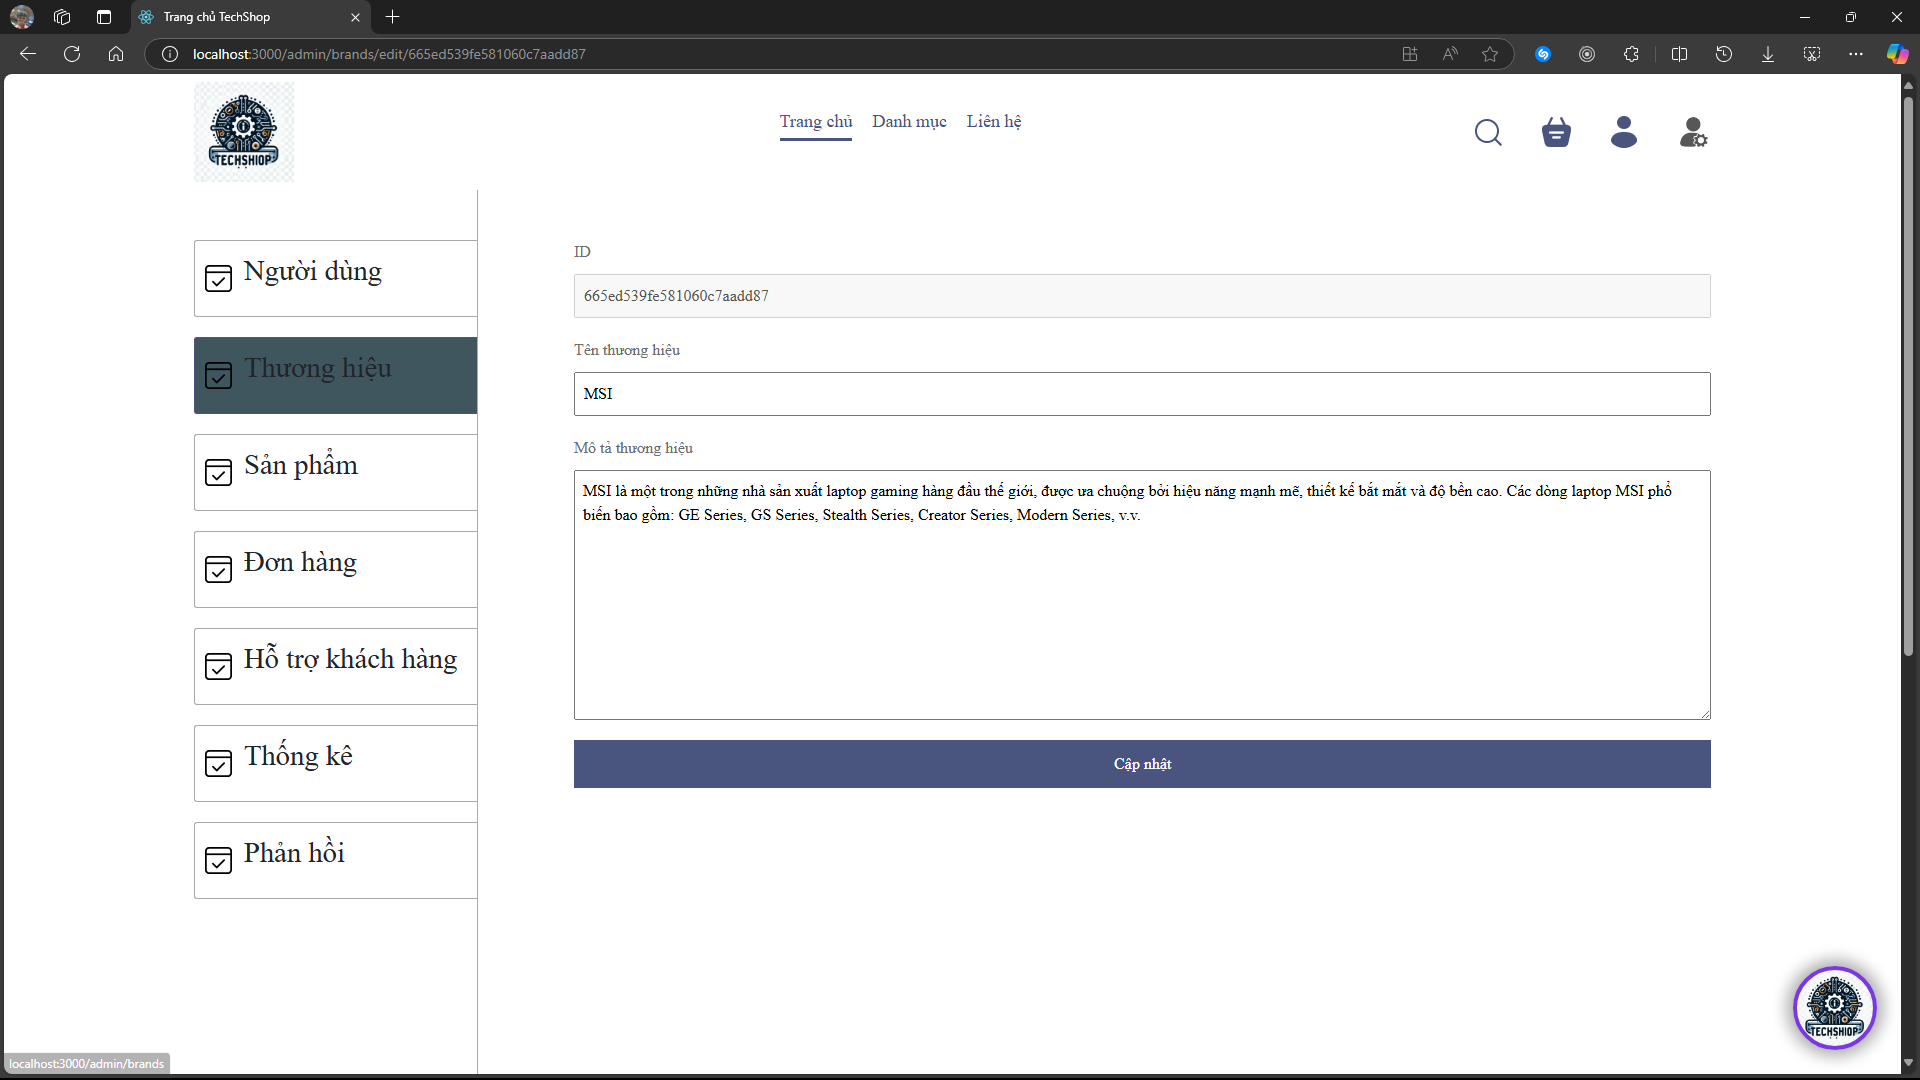 Trang chủ TechShop
localhost:3000/admin/brands/edit/665ed539fe581060c7aadd87
TECHSHIOP
Trang chủ
Danh mục
Liên hệ
Người dùng
Thương hiệu
Sản phẩm
Đơn hàng
Hỗ trợ khách hàng
Thống kê
Phản hồi
ID
665ed539fe581060c7aadd87
Tên thương hiệu
MSI
Mô tả thương hiệu
MSI là một trong những nhà sản xuất laptop gaming hàng đầu thế giới, được ưa chuộng bởi hiệu năng mạnh mẽ, thiết kế bắt mắt và độ bền cao. Các dòng laptop MSI phổ
biến bao gồm: GE Series, GS Series, Stealth Series, Creator Series, Modern Series, v.v.
Cập nhật
TECHSHIOP
localhost:3000/admin/brands